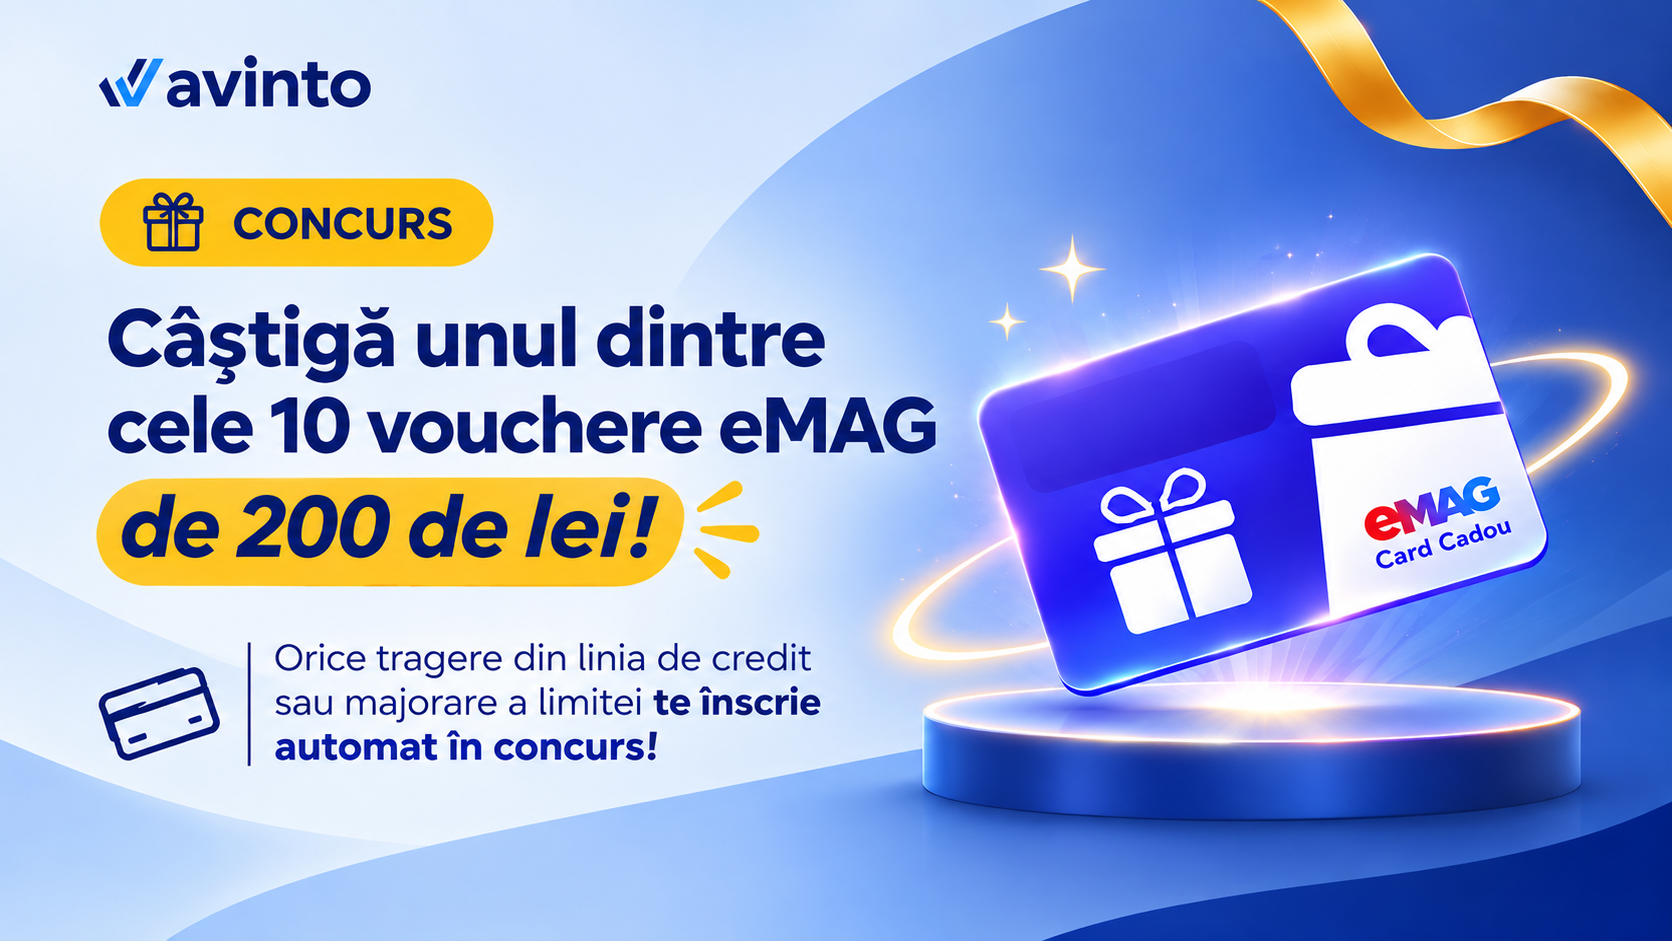 avinto
CONCURS
Câştigă unul dintre
cele 10 vouchere eMAG
de 200 de lei!
Orice tragere din linia de credit
sau majorare a limitei te înscrie
automat în concurs!
eMAG
Card Cadou